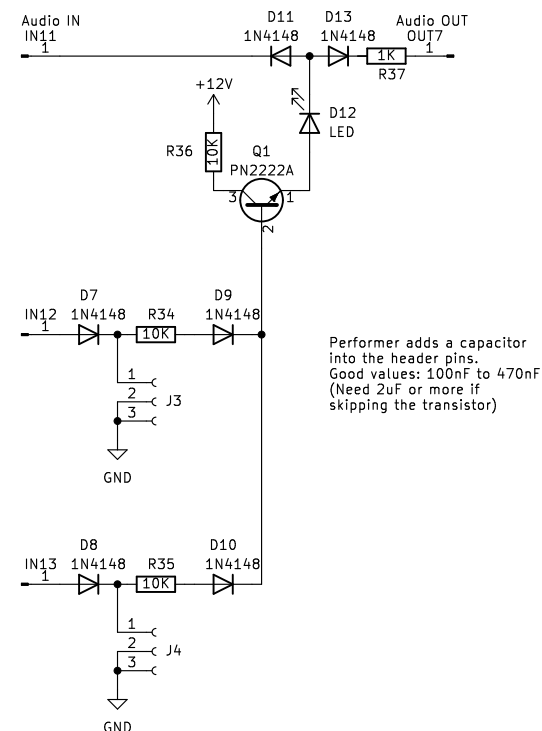 D11 D13
Audio IN Audio OUT
IN11 1N4148 1N4148 OUT7
1 1K 1
R37
+12V
D12
LED
R36 10K Q1
PN2222A
3 1
2
D7 R34 D9
IN12 1N4148 1N4148
1 10K
1
2 J3
3
GND
Performer adds a capacitor
into the header pins.
Good values: 100nF to 470nF
(Need 2uF or more if
skipping the transistor)
D8 R35 D10
IN13 1N4148 1N4148
1 10K
1
2 J4
3
GND